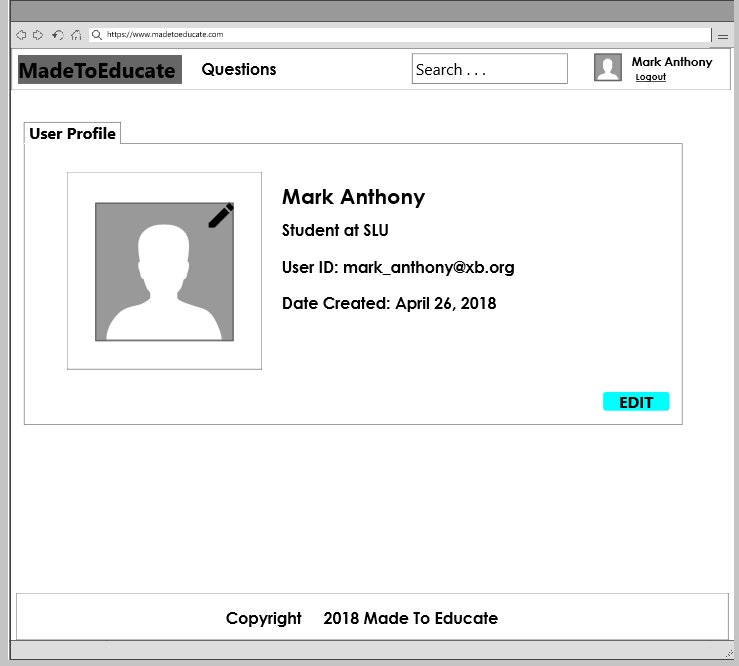 https://www.madetoeducate.com
MadeToEducate Questions Search . . . Mark Anthony
Logout
User Profile
Mark Anthony
Student at SLU
User ID: mark_anthony@xb.org
Date Created: April 26, 2018
EDIT
Copyright 2018 Made To Educate